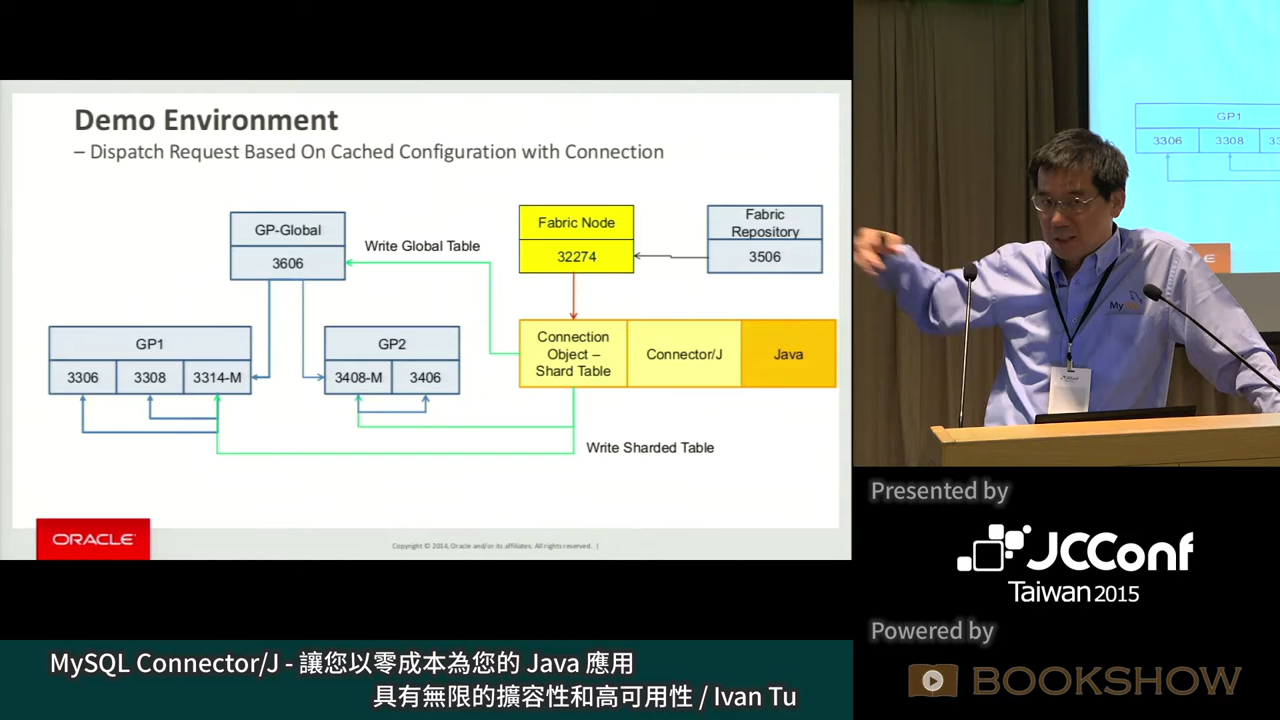 Demo Environment
– Dispatch Request Based On Cached Configuration with Connection
GP-Global
3606
Write Global Table
Fabric Node
32274
Fabric
Repository
3506
GP1
3306 3308 3314-M
GP2
3408-M 3406
Connection
Object –
Shard Table
Connector/J
Java
Write Sharded Table
ORACLE
Copyright © 2014, Oracle and/or its affiliates. All rights reserved. |
GP1
3306 3308
My
Presented by
JCConf
Taiwan 2015
Powered by
BOOKSHOW
MySQL Connector/J - 讓您以零成本為您的 Java 應用
具有無限的擴容性和高可用性 / Ivan Tu